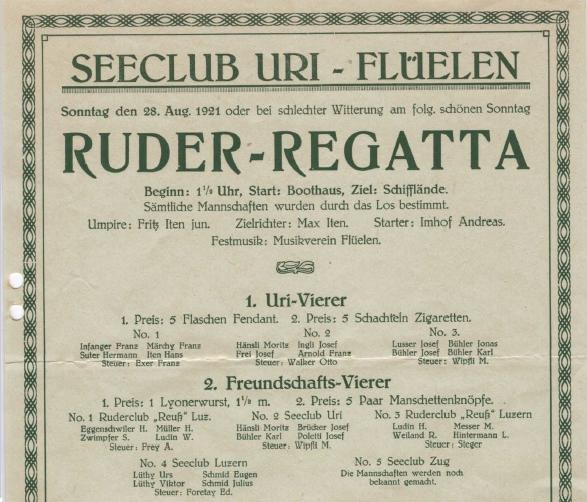 SEECLUB URI - FLÜELEN
Sonntag den 28. Aug. 1921 oder bei schlechter Witterung am folg. schönen Sonntag
RUDER-REGATTA
Beginn: 1½ Uhr, Start: Boothaus, Ziel: Schifflände.
Sämtliche Mannschaften wurden durch das Los bestimmt.
Umpire: Fritz Iten jun. Zielrichter: Max Iten. Starter: Imhof Andreas.
Festmusik: Musikverein Flüelen.
1. Uri-Vierer
1. Preis: 5 Flaschen Fendant. 2. Preis: 5 Schachteln Zigaretten.
No. 1 No. 2 No. 3.
Infanger Franz Märchy Franz Hänsli Moritz Ingli Josef Lusser Josef Bühler Jonas
Suter Hermann Iten Hans Frei Josef Arnold Franz Bühler Josef Bühler Karl
Steuer: Exer Franz Steuer: Walker Otto Steuer: Wipfli M.
2. Freundschafts-Vierer
1. Preis: 1 Lyonerwurst, 1½ m. 2. Preis: 5 Paar Manschettenknöpfe.
No. 1 Ruderclub „Reuß“ Luz. No. 2 Seeclub Uri No. 3 Ruderclub „Reuß“ Luzern
Eggenschwiler H. Müller H. Hänsli Moritz Brücker Josef Ludin H. Messer M.
Zwimpfer S. Ludin W. Bühler Karl Poletti Josef Weiland R. Hintermann L.
Steuer: Frey A. Steuer: Wipfli M. Steuer: Steger
No. 4 Seeclub Luzern No. 5 Seeclub Zug
Lüthy Urs Schmid Eugen Die Mannschaften werden noch
Lüthy Viktor Schmid Julius bekannt gemacht.
Steuer: Foretay Ed.